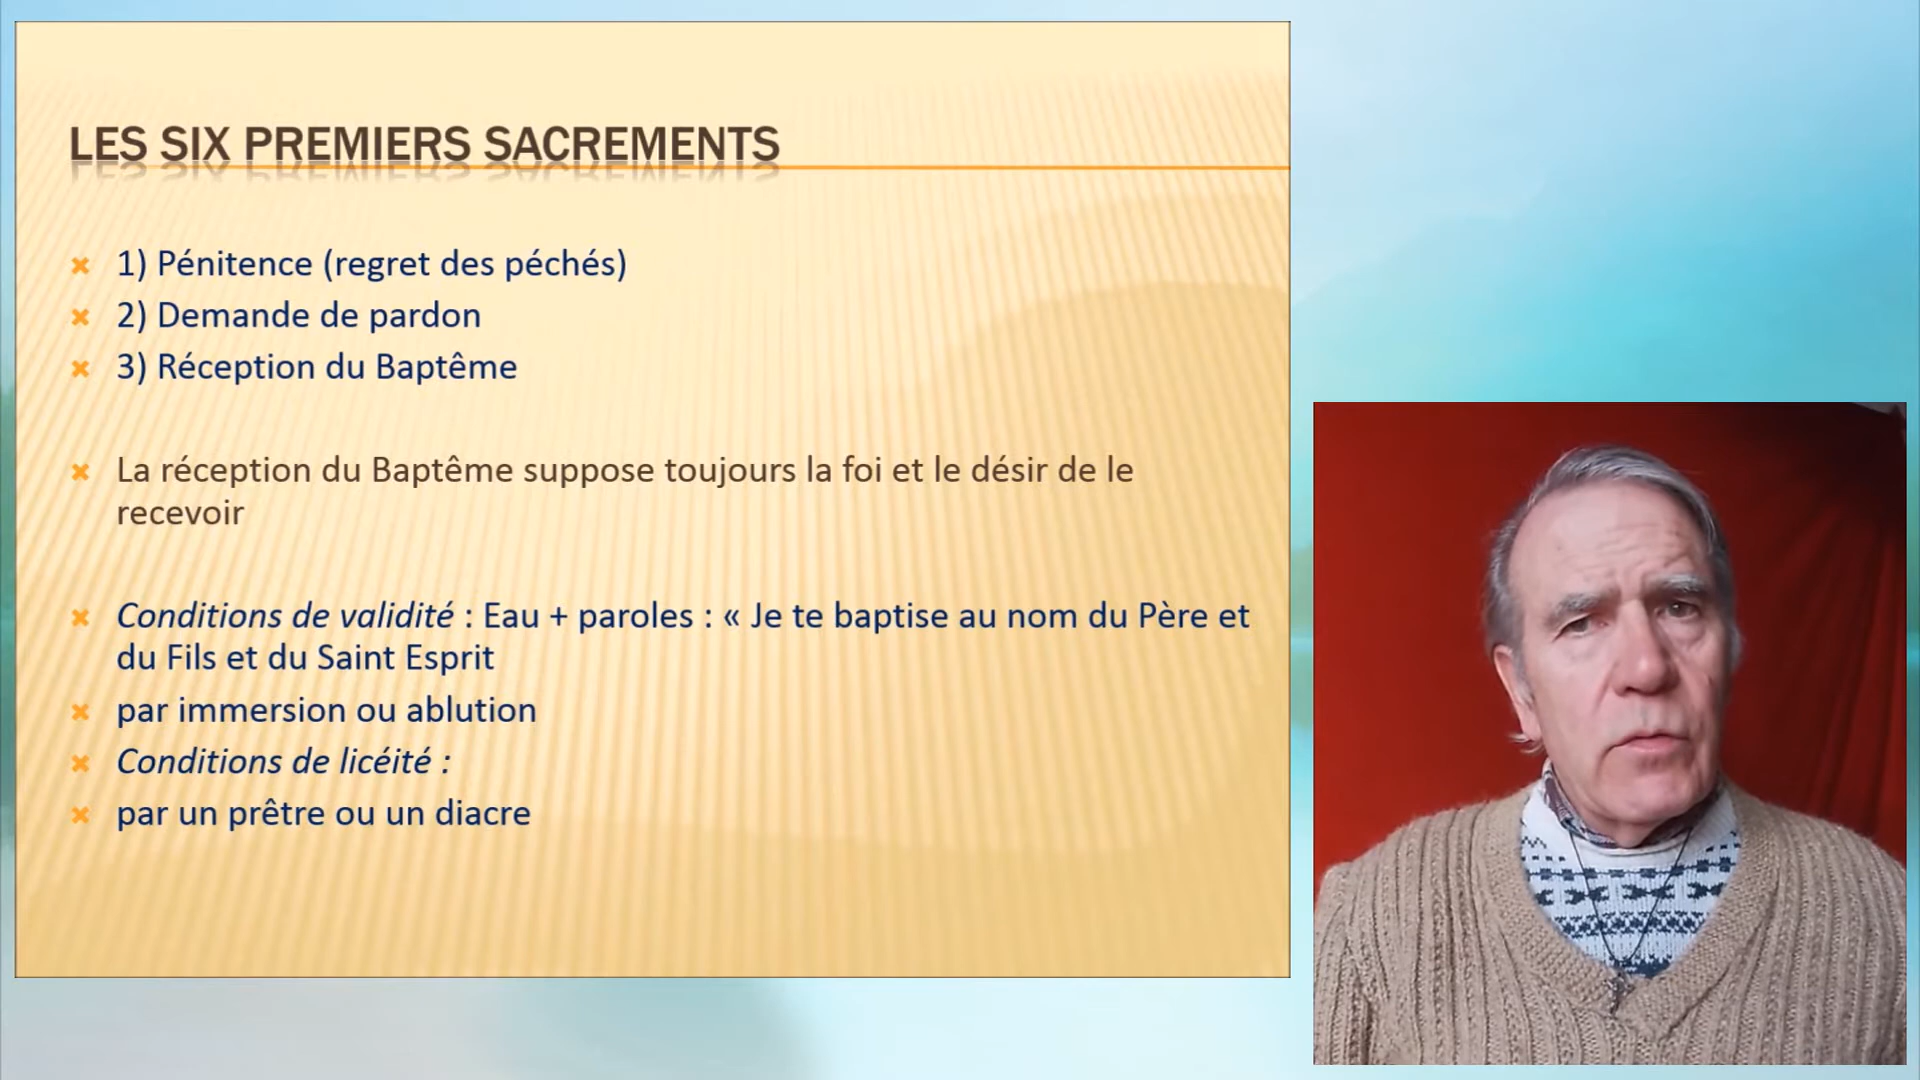 LES SIX PREMIERS SACREMENTS
1) Pénitence (regret des péchés)
2) Demande de pardon
3) Réception du Baptême
La réception du Baptême suppose toujours la foi et le désir de le
recevoir
Conditions de validité : Eau + paroles : « Je te baptise au nom du Père et
du Fils et du Saint Esprit
par immersion ou ablution
Conditions de licéité :
par un prêtre ou un diacre